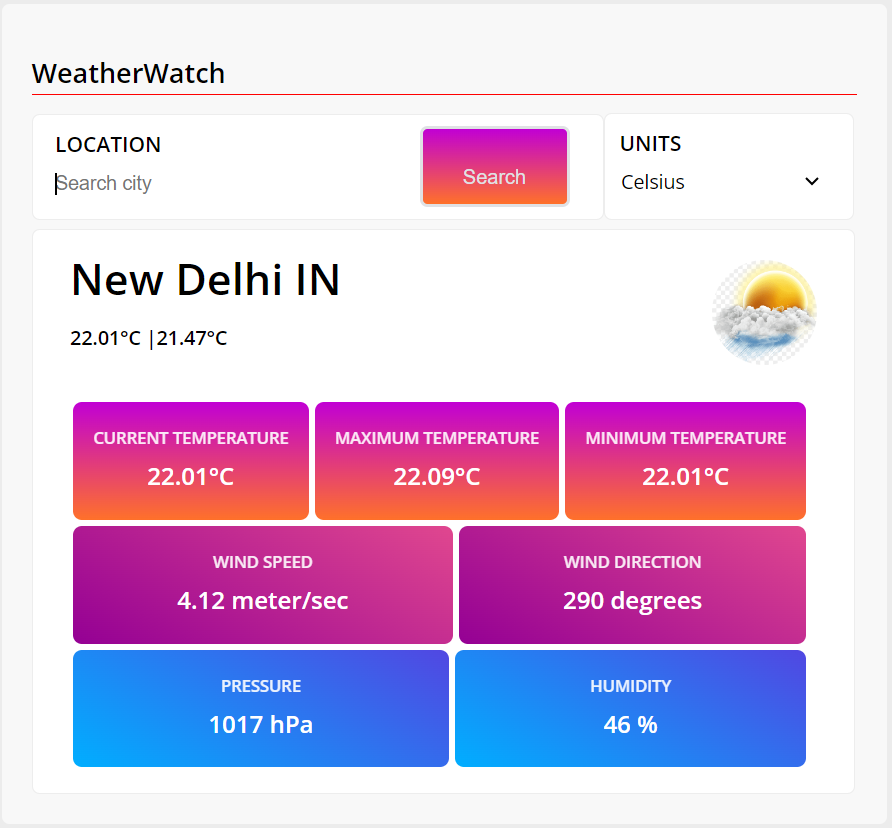 WeatherWatch
LOCATION
Search city
Search
UNITS
Celsius
New Delhi IN
22.01°C |21.47°C
CURRENT TEMPERATURE
22.01°C
MAXIMUM TEMPERATURE
22.09°C
MINIMUM TEMPERATURE
22.01°C
WIND SPEED
4.12 meter/sec
WIND DIRECTION
290 degrees
PRESSURE
1017 hPa
HUMIDITY
46 %